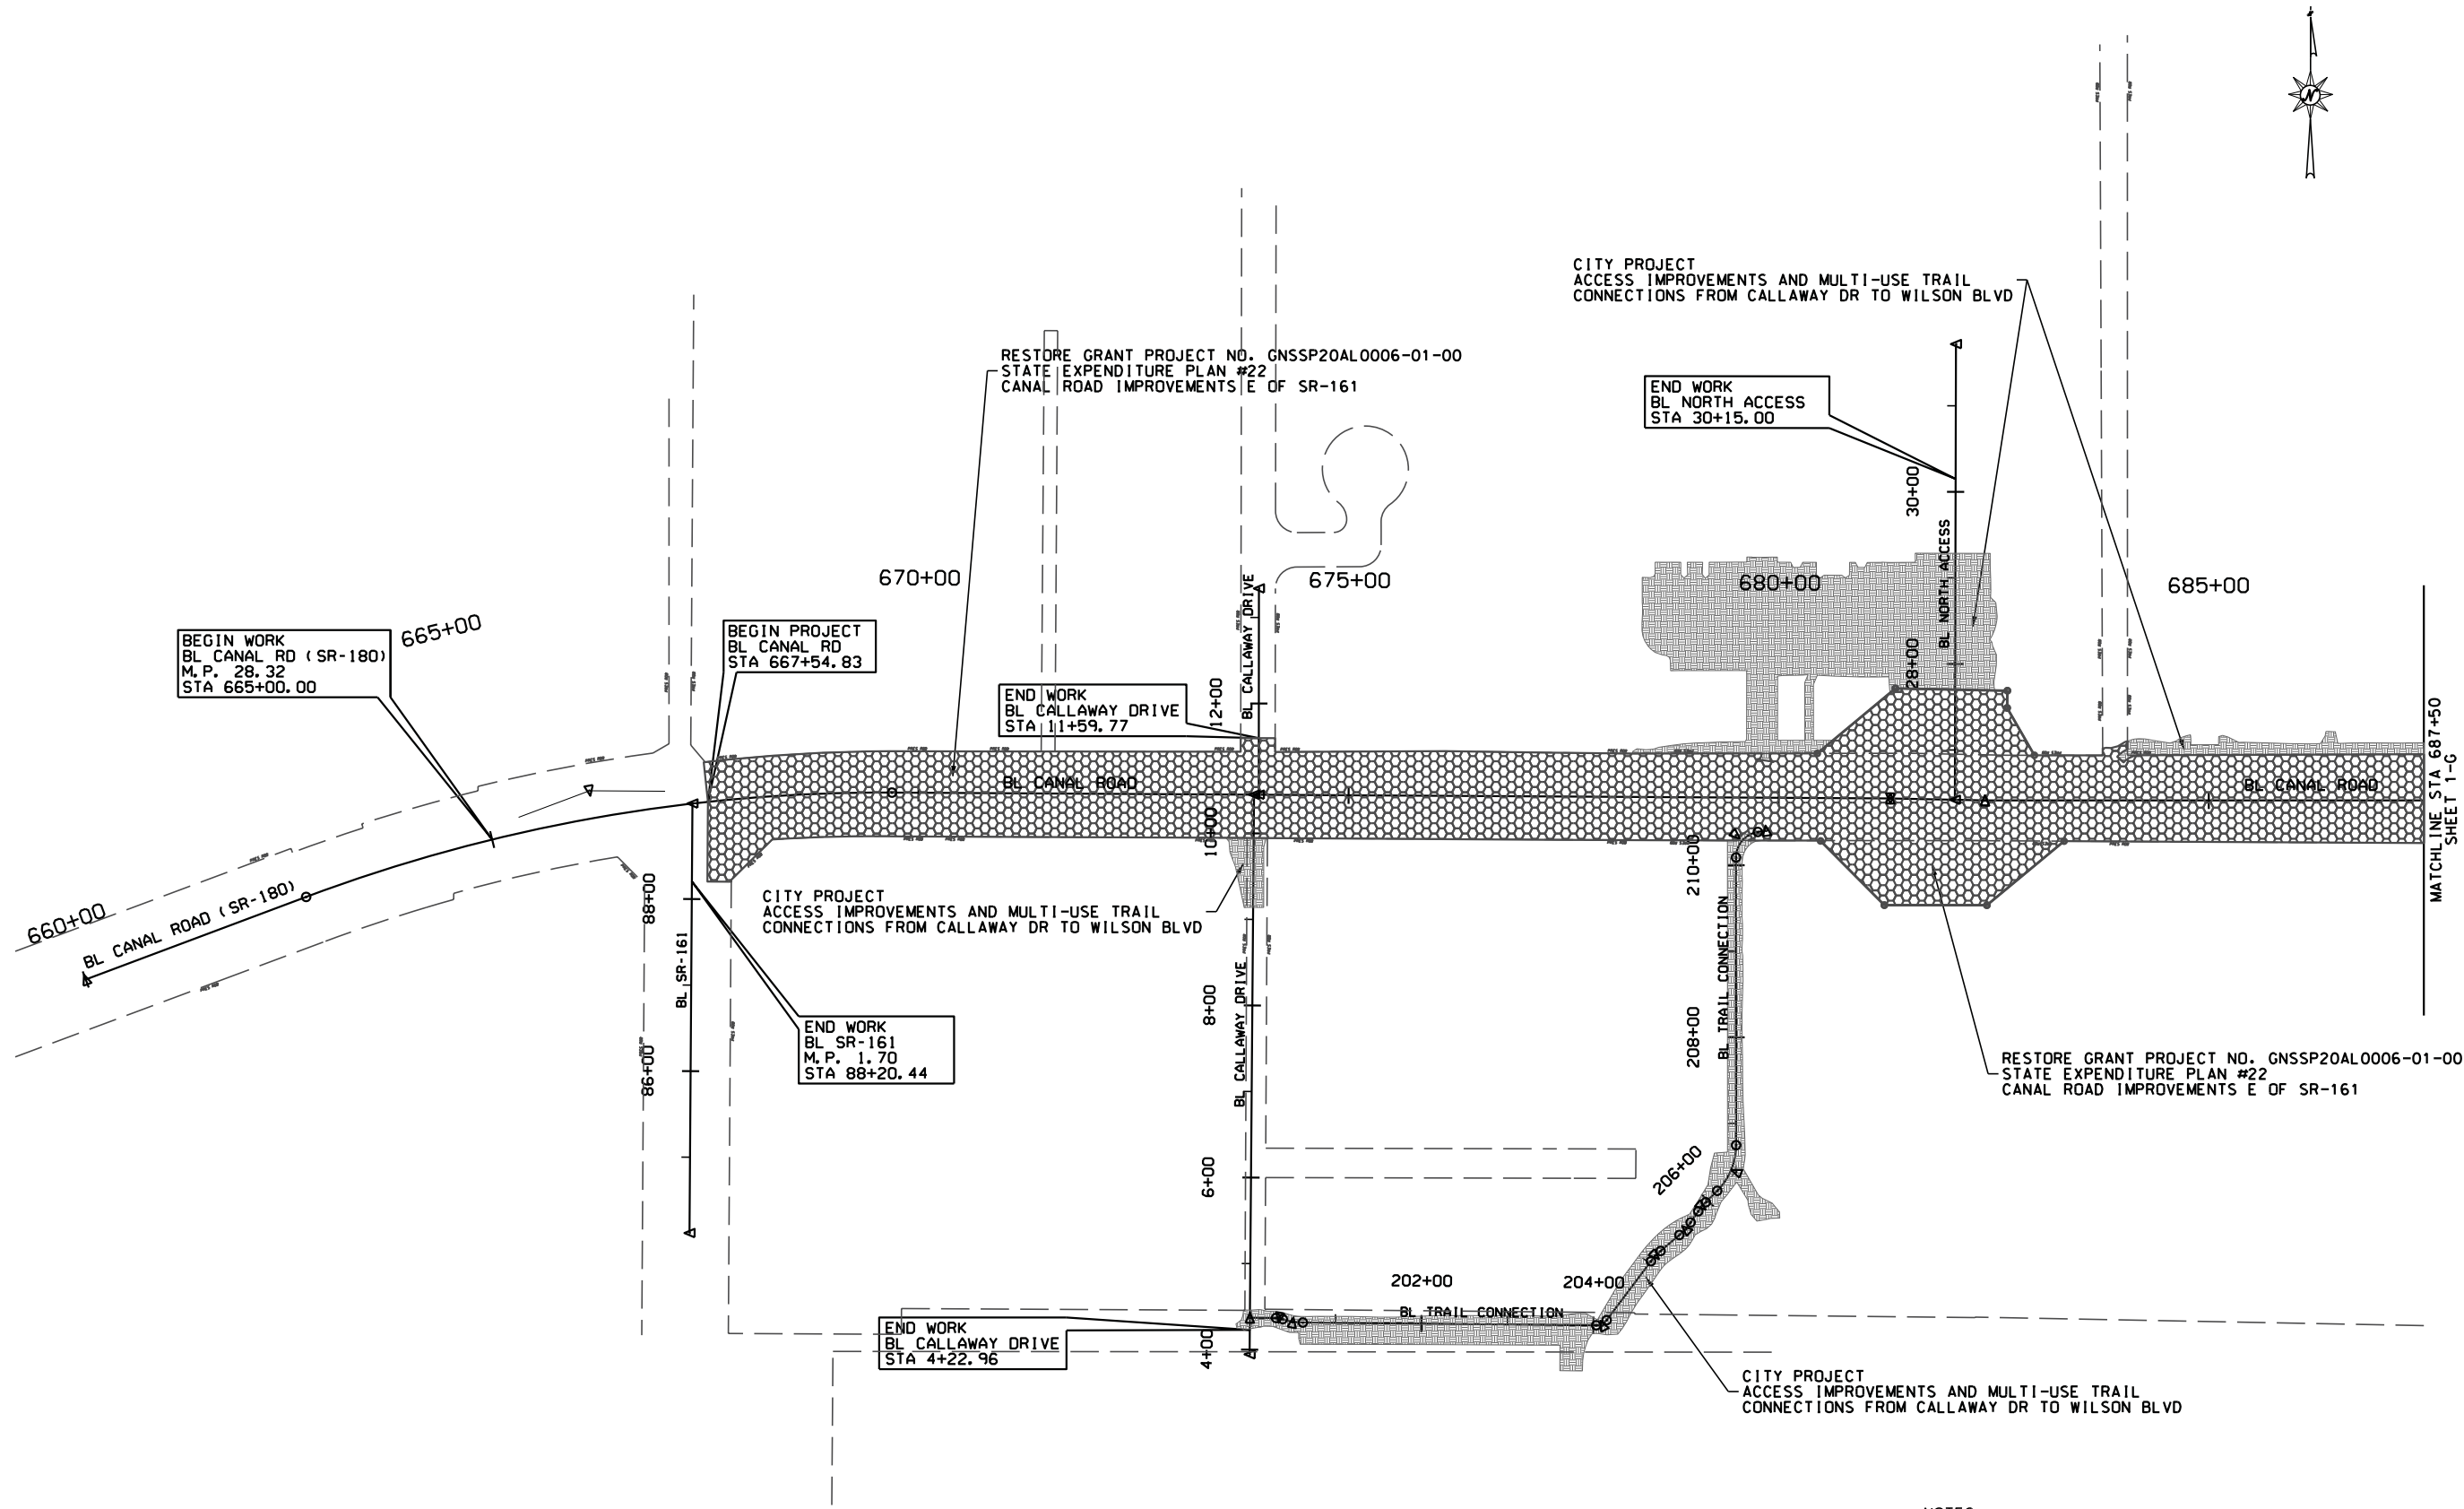 N
CITY PROJECT
ACCESS IMPROVEMENTS AND MULTI-USE TRAIL
CONNECTIONS FROM CALLAWAY DR TO WILSON BLVD
RESTORE GRANT PROJECT NO. GNSSP20AL0006-01-00
STATE EXPENDITURE PLAN #22
CANAL ROAD IMPROVEMENTS E OF SR-161
END WORK
BL NORTH ACCESS
STA 30+15.00
30+00
BL NORTH ACCESS
28+00
660+00
665+00
670+00
675+00
680+00
685+00
BEGIN WORK
BL CANAL RD (SR-180)
M.P. 28.32
STA 665+00.00
BEGIN PROJECT
BL CANAL RD
STA 667+54.83
END WORK
BL CALLAWAY DRIVE
STA 11+59.77
12+00
BL CALLAWAY DRIVE
BL CANAL ROAD
BL CANAL ROAD
MATCHLINE STA 687+50
SHEET 1-G
BL CANAL ROAD (SR-180)
88+00
BL SR-161
86+00
10+00
CITY PROJECT
ACCESS IMPROVEMENTS AND MULTI-USE TRAIL
CONNECTIONS FROM CALLAWAY DR TO WILSON BLVD
END WORK
BL SR-161
M.P. 1.70
STA 88+20.44
8+00
BL CALLAWAY DRIVE
6+00
4+00
210+00
BL TRAIL CONNECTION
208+00
206+00
204+00
202+00
BL TRAIL CONNECTION
RESTORE GRANT PROJECT NO. GNSSP20AL0006-01-00
STATE EXPENDITURE PLAN #22
CANAL ROAD IMPROVEMENTS E OF SR-161
END WORK
BL CALLAWAY DRIVE
STA 4+22.96
CITY PROJECT
ACCESS IMPROVEMENTS AND MULTI-USE TRAIL
CONNECTIONS FROM CALLAWAY DR TO WILSON BLVD